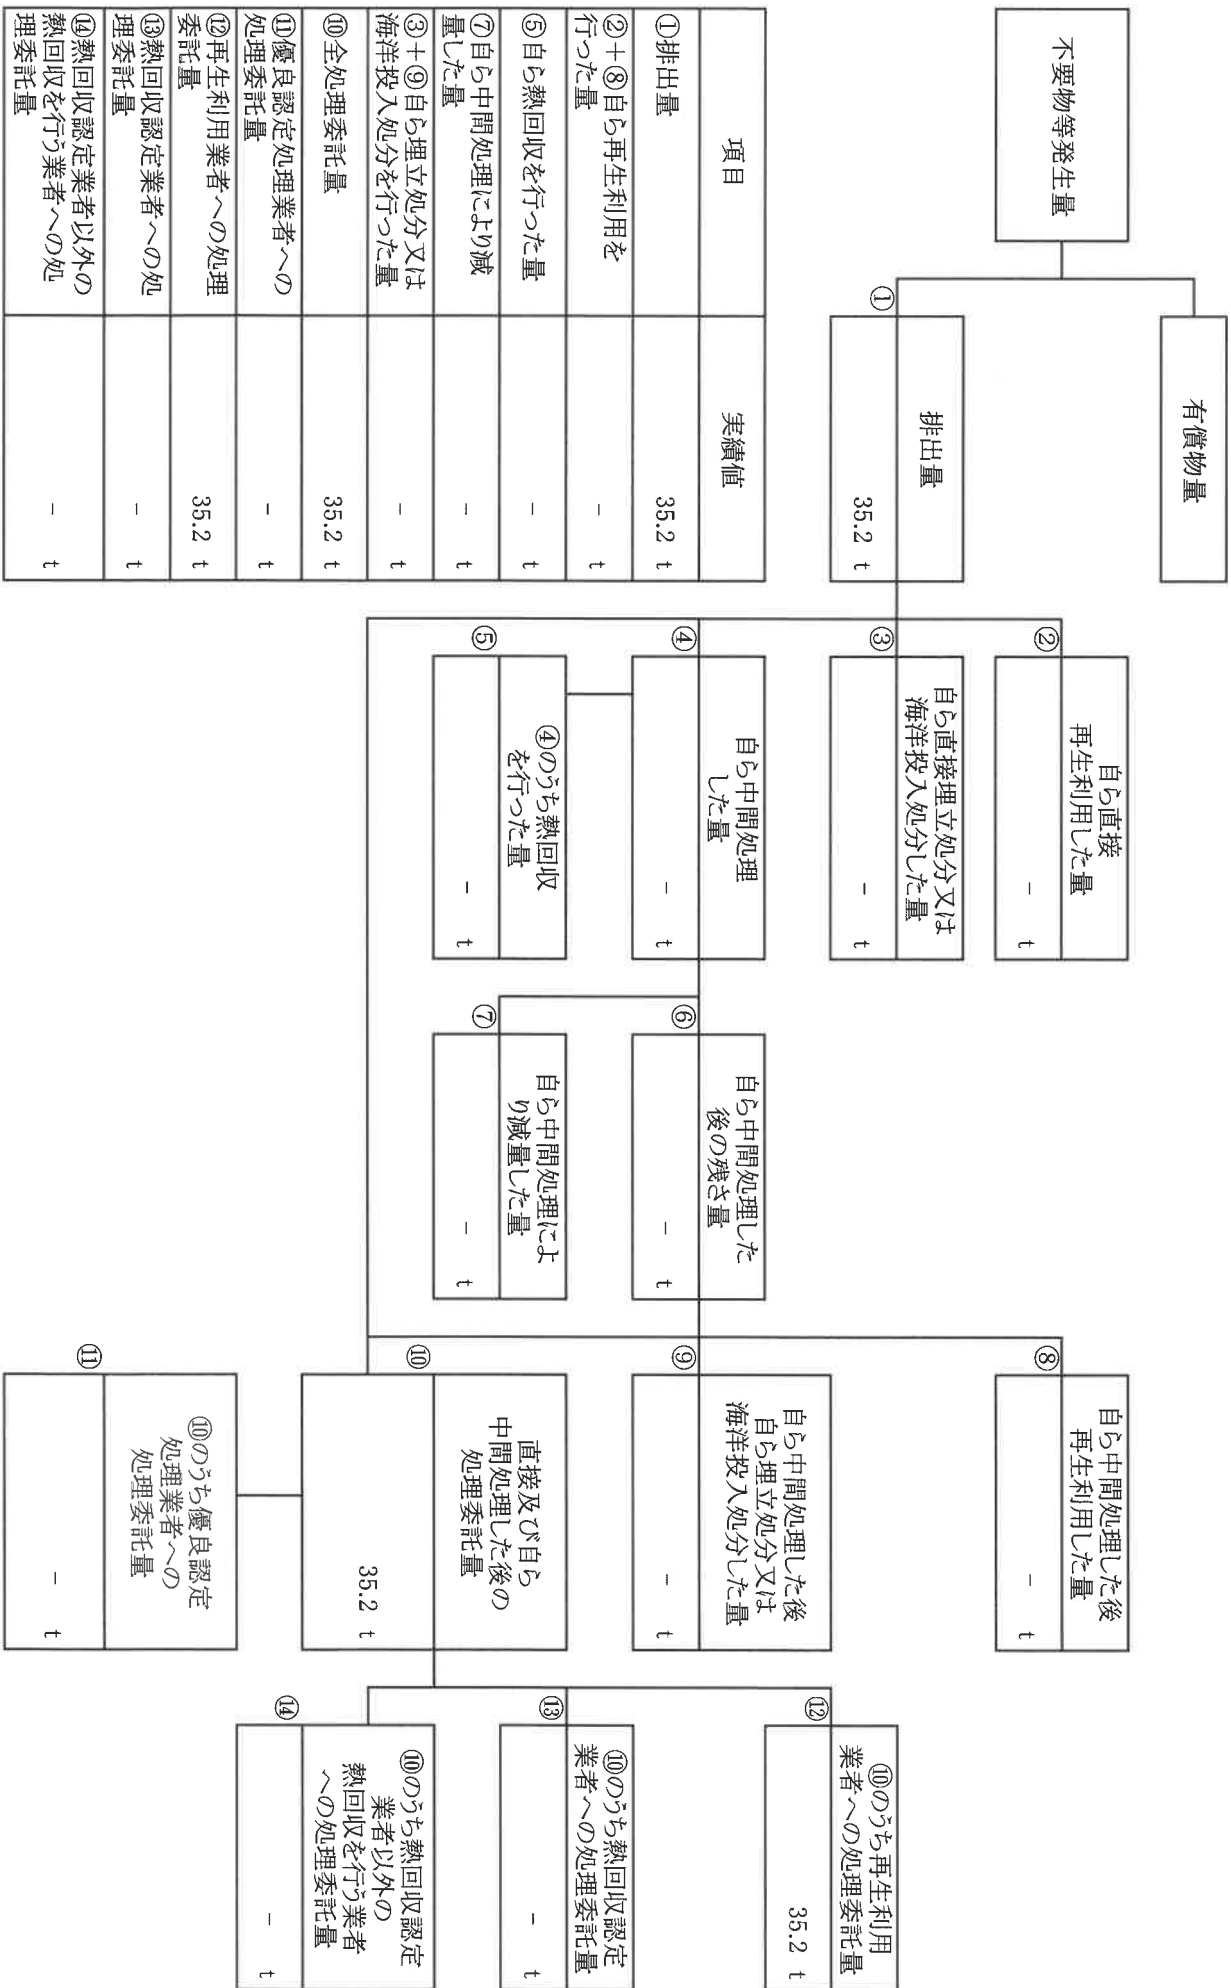 不要物等発生量
有償物量
①
排出量
35.2 t
②
自ら直接
再生利用した量
- t
③
自ら直接埋立処分又は
海洋投入処分した量
- t
④
自ら中間処理
した量
- t
⑤
④のうち熱回収
を行った量
- t
⑥
自ら中間処理した
後の残さ量
- t
⑦
自ら中間処理によ
り減量した量
- t
⑧
自ら中間処理した後
再生利用した量
- t
⑨
自ら中間処理した後
自ら埋立処分又は
海洋投入処分した量
- t
⑩
直接及び自ら
中間処理した後の
処理委託量
35.2 t
⑪
⑩のうち優良認定
処理業者への
処理委託量
- t
⑫
⑩のうち再生利用
業者への処理委託量
35.2 t
⑬
⑩のうち熱回収認定
業者への処理委託量
- t
⑭
⑩のうち熱回収認定
業者以外の
熱回収を行う業者
への処理委託量
- t
項目 実績値
①排出量 35.2 t
②+⑧自ら再生利用を
行った量 - t
⑤自ら熱回収を行った量 - t
⑦自ら中間処理により減
量した量 - t
③+⑨自ら埋立処分又は
海洋投入処分を行った量 - t
⑩全処理委託量 35.2 t
⑪優良認定処理業者への
処理委託量 - t
⑫再生利用業者への処理
委託量 35.2 t
⑬熱回収認定業者への処
理委託量 - t
⑭熱回収認定業者以外の
熱回収を行う業者への処
理委託量 - t